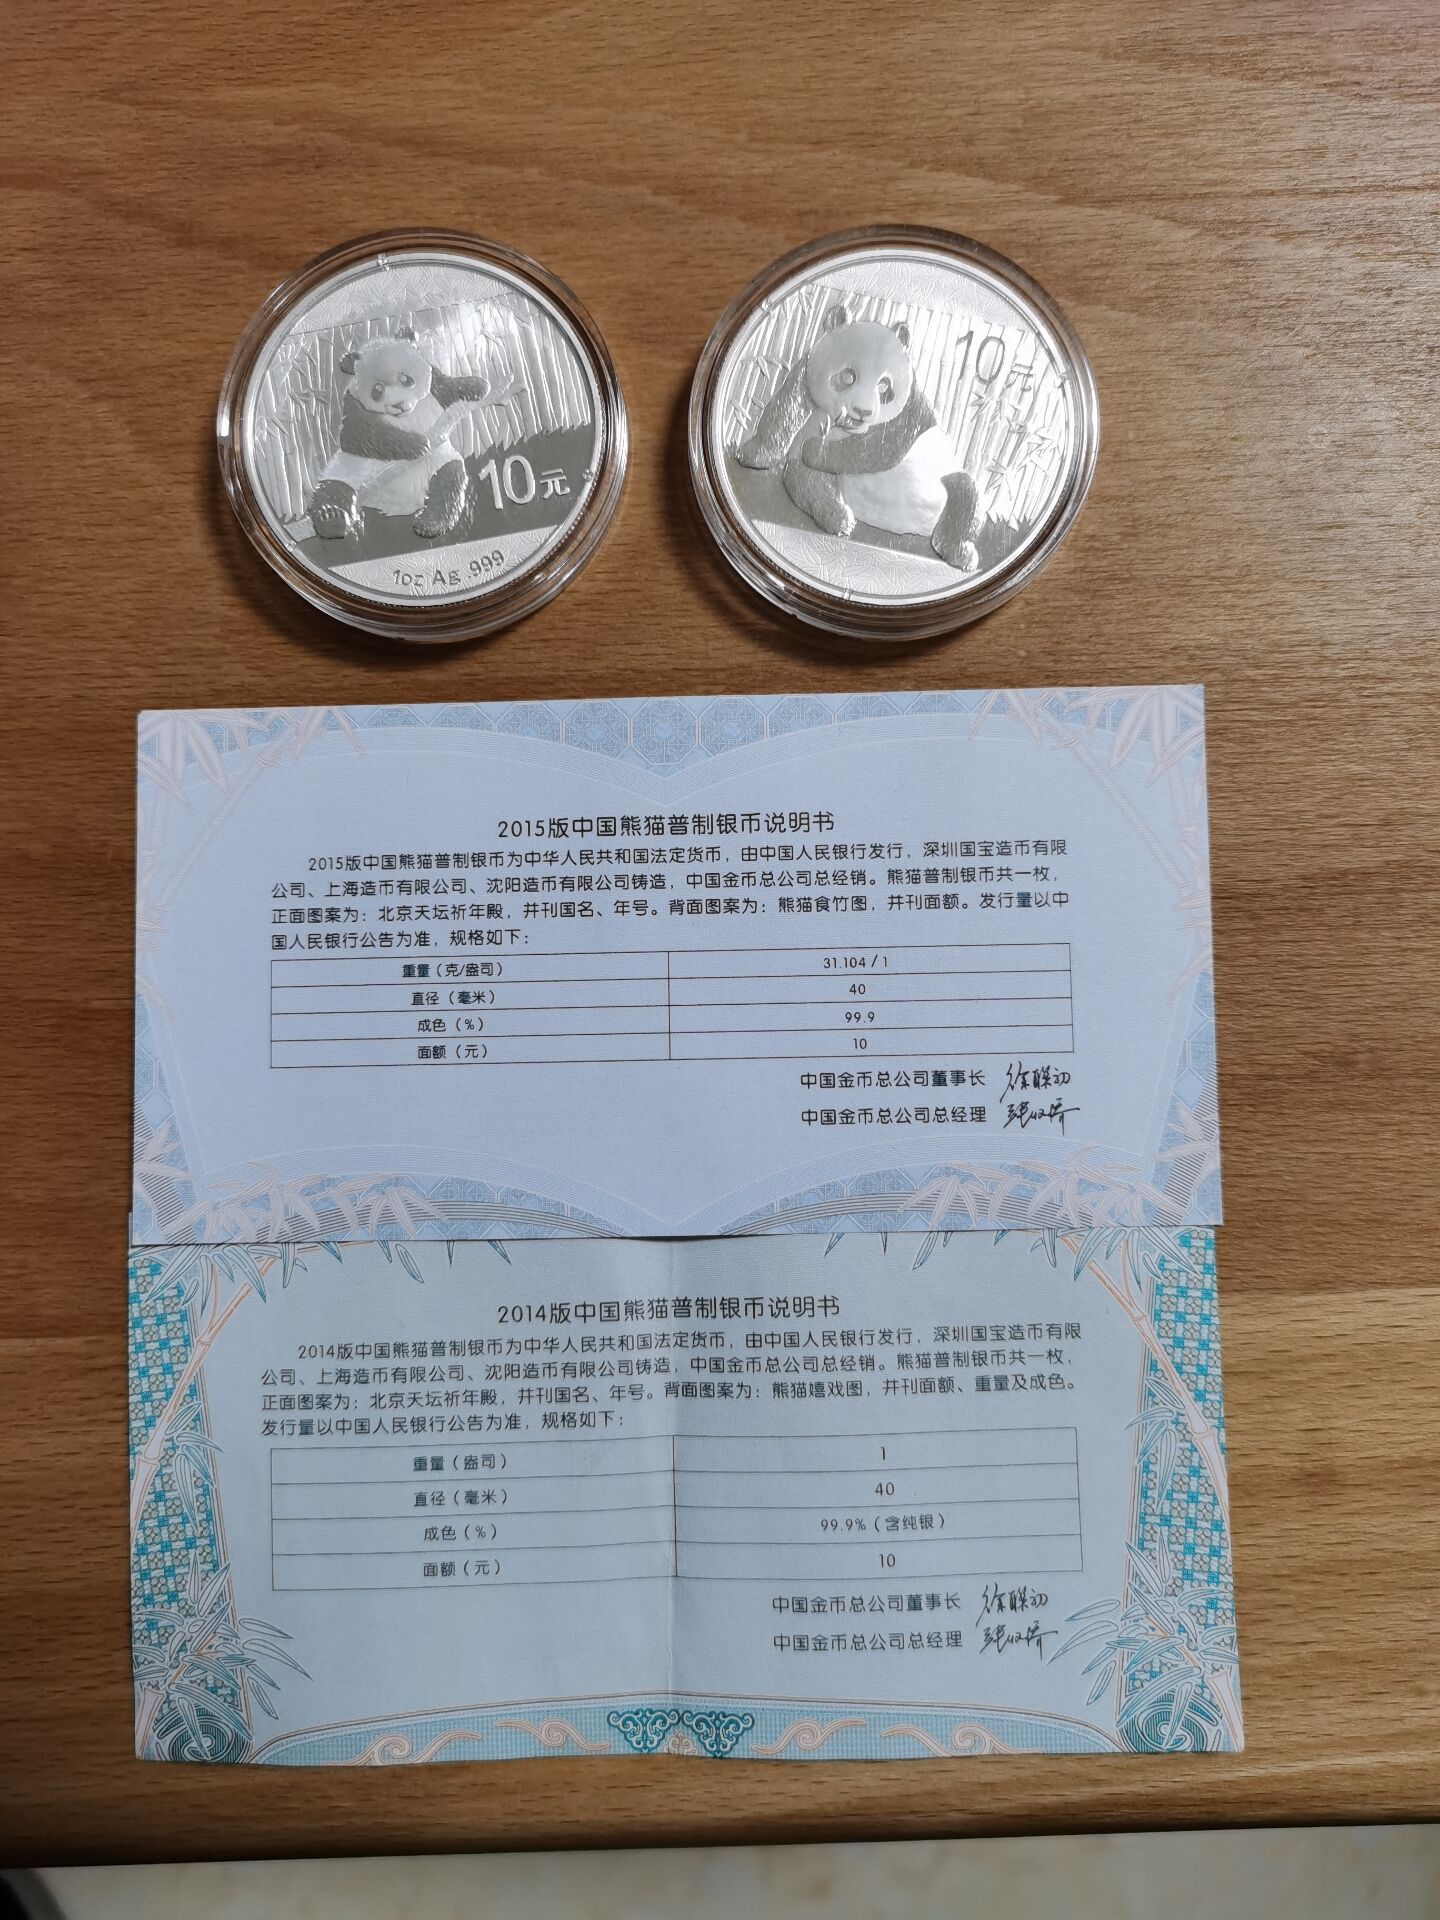 10元
1oz Ag .999
10元
2015版中国熊猫普制银币说明书
2015版中国熊猫普制银币为中华人民共和国法定货币，由中国人民银行发行，深圳国宝造币有限
公司、上海造币有限公司、沈阳造币有限公司铸造，中国金币总公司总经销。熊猫普制银币共一枚，
正面图案为：北京天坛祈年殿，并刊国名、年号。背面图案为：熊猫食竹图，并刊面额。发行量以中
国人民银行公告为准，规格如下：
重量（克/盎司） 31.104 / 1
直径（毫米） 40
成色（%） 99.9
面额（元） 10
中国金币总公司董事长
中国金币总公司总经理
2014版中国熊猫普制银币说明书
2014版中国熊猫普制银币为中华人民共和国法定货币，由中国人民银行发行，深圳国宝造币有限
公司、上海造币有限公司、沈阳造币有限公司铸造，中国金币总公司总经销。熊猫普制银币共一枚，
正面图案为：北京天坛祈年殿，并刊国名、年号。背面图案为：熊猫嬉戏图，并刊面额、重量及成色。
发行量以中国人民银行公告为准，规格如下：
重量（盎司） 1
直径（毫米） 40
成色（%） 99.9%（含纯银）
面额（元） 10
中国金币总公司董事长
中国金币总公司总经理